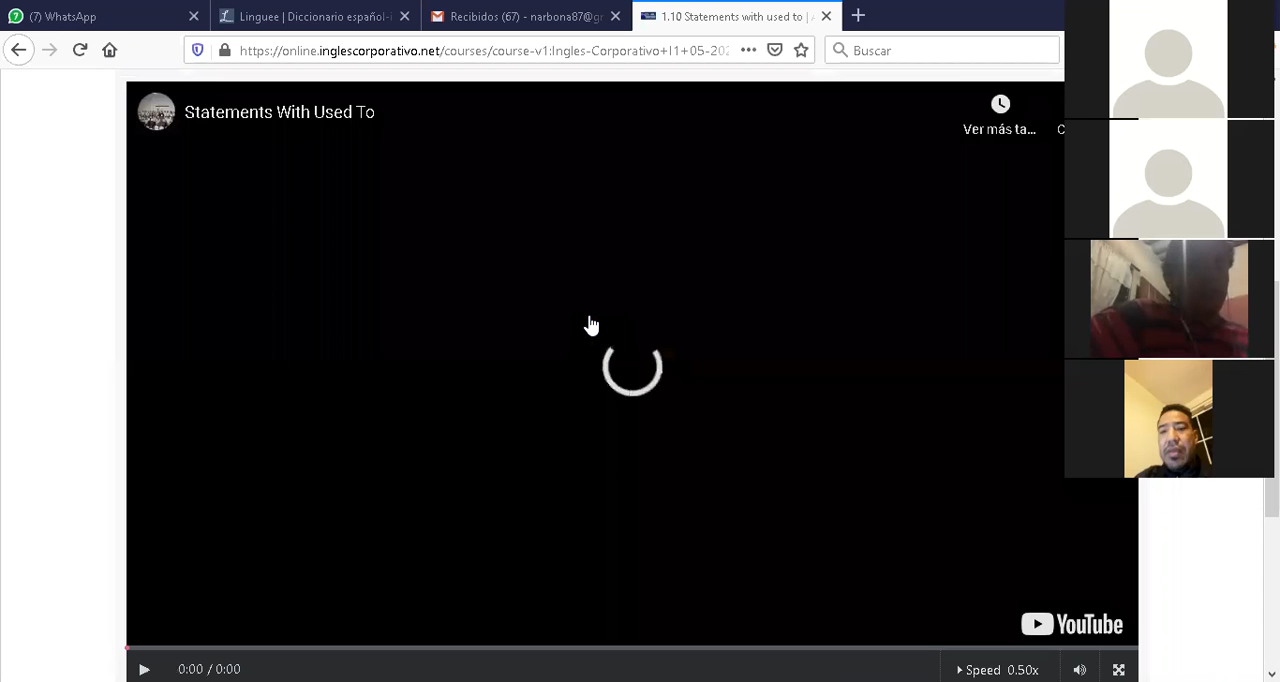 (7) WhatsApp
Linguee | Diccionario español-i
Recibidos (67) - narbona87@gr
1.10 Statements with used to |
https://online.inglescorporativo.net/courses/course-v1:Ingles-Corporativo+I1+05-202
Buscar
Statements With Used To
Ver más ta...
C
YouTube
0:00 / 0:00
Speed 0.50x